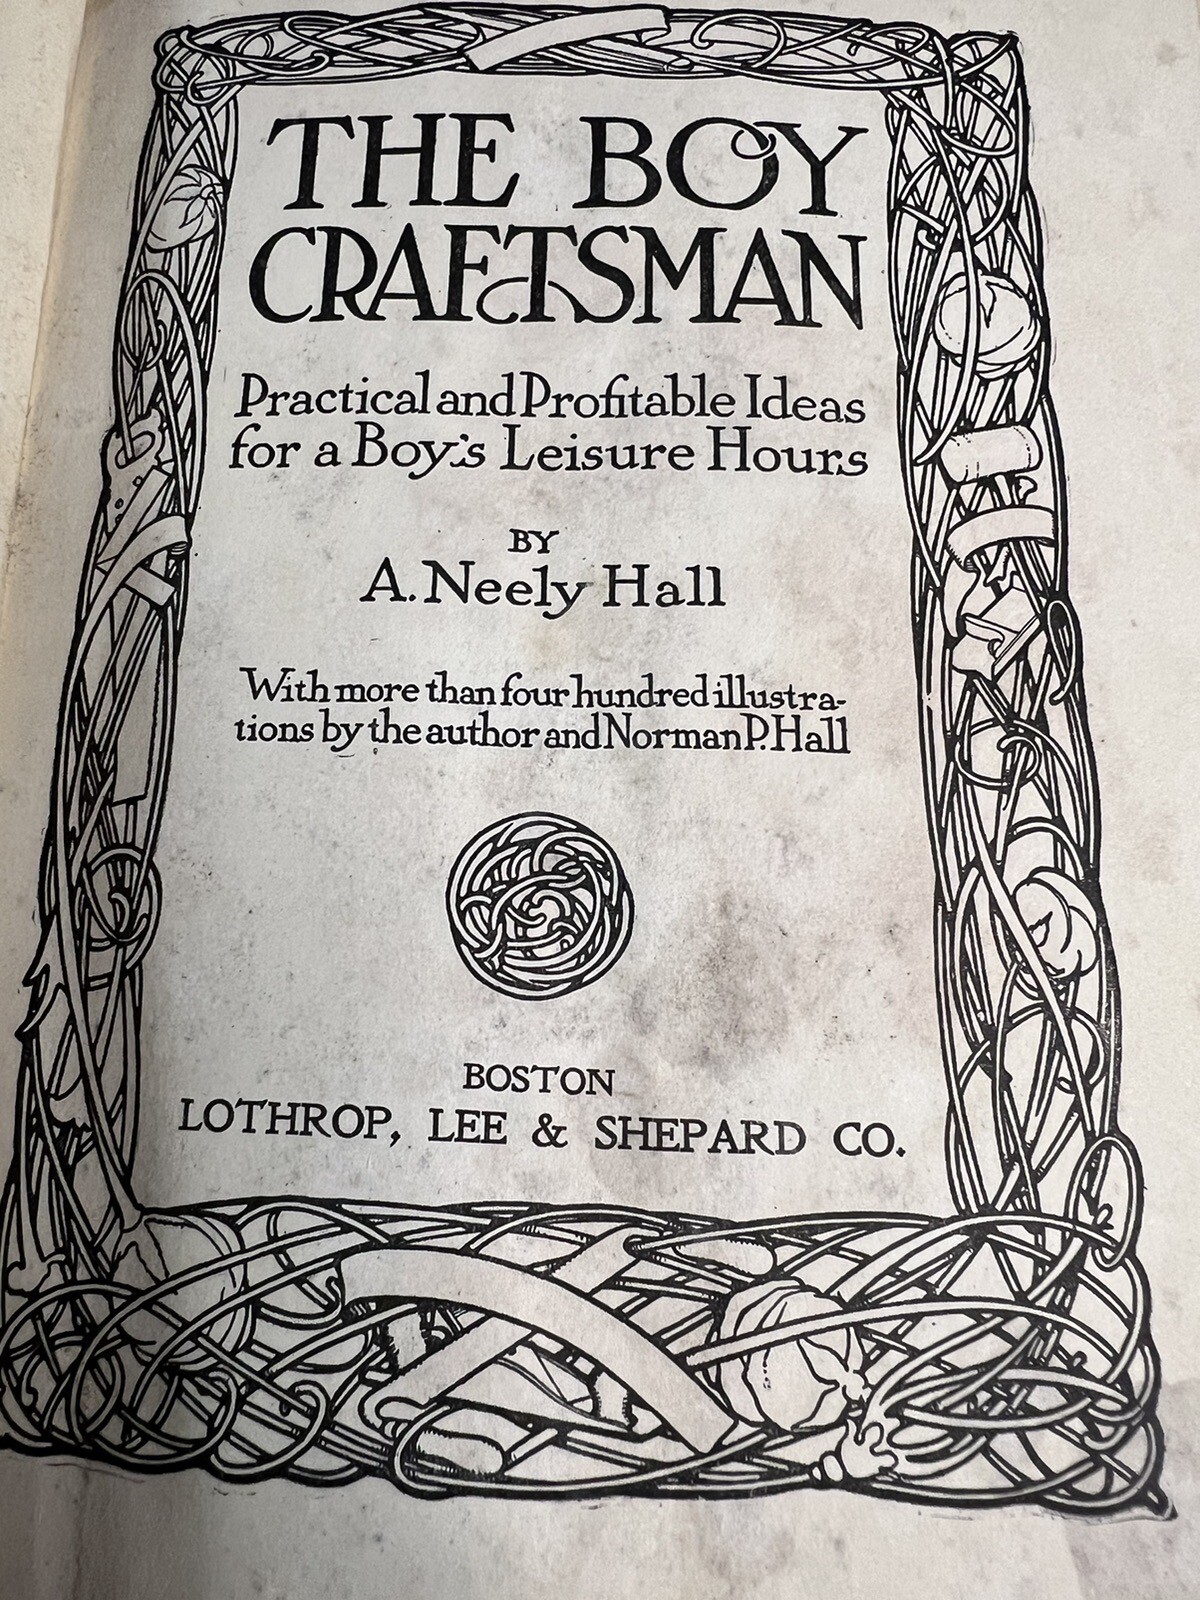 THE BOY
CRAFTSMAN
Practical and Profitable Ideas
for a Boy's Leisure Hours
BY
A. Neely Hall
With more than four hundred illustra-
tions by the author and Norman P. Hall
BOSTON
LOTHROP, LEE & SHEPARD CO.